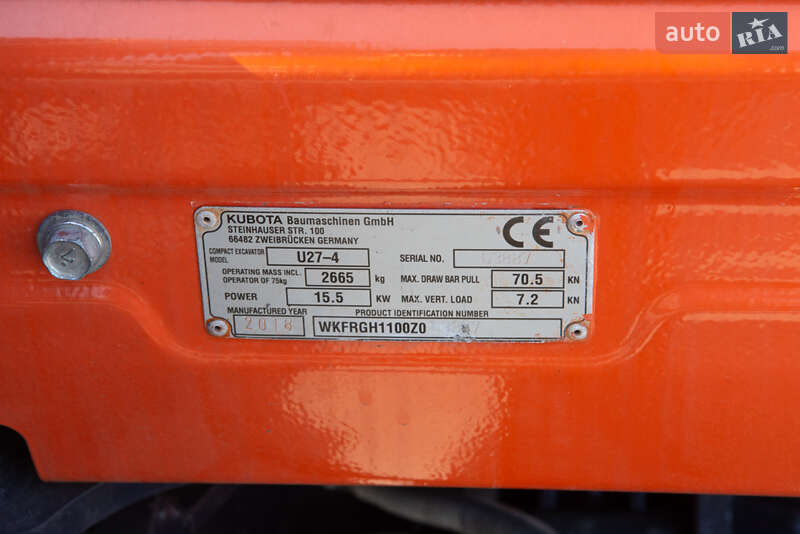 auto RIA.com
KUBOTA Baumaschinen GmbH
STEINHAUSER STR. 100
66482 ZWEIBRÜCKEN GERMANY
CE
COMPACT EXCAVATOR MODEL U27-4 SERIAL NO.
OPERATING MASS INCL. OPERATOR OF 75kg 2665 kg MAX. DRAW BAR PULL 70.5 KN
POWER 15.5 KW MAX. VERT. LOAD 7.2 KN
MANUFACTURED YEAR PRODUCT IDENTIFICATION NUMBER
2018 WKFRGH1100Z0